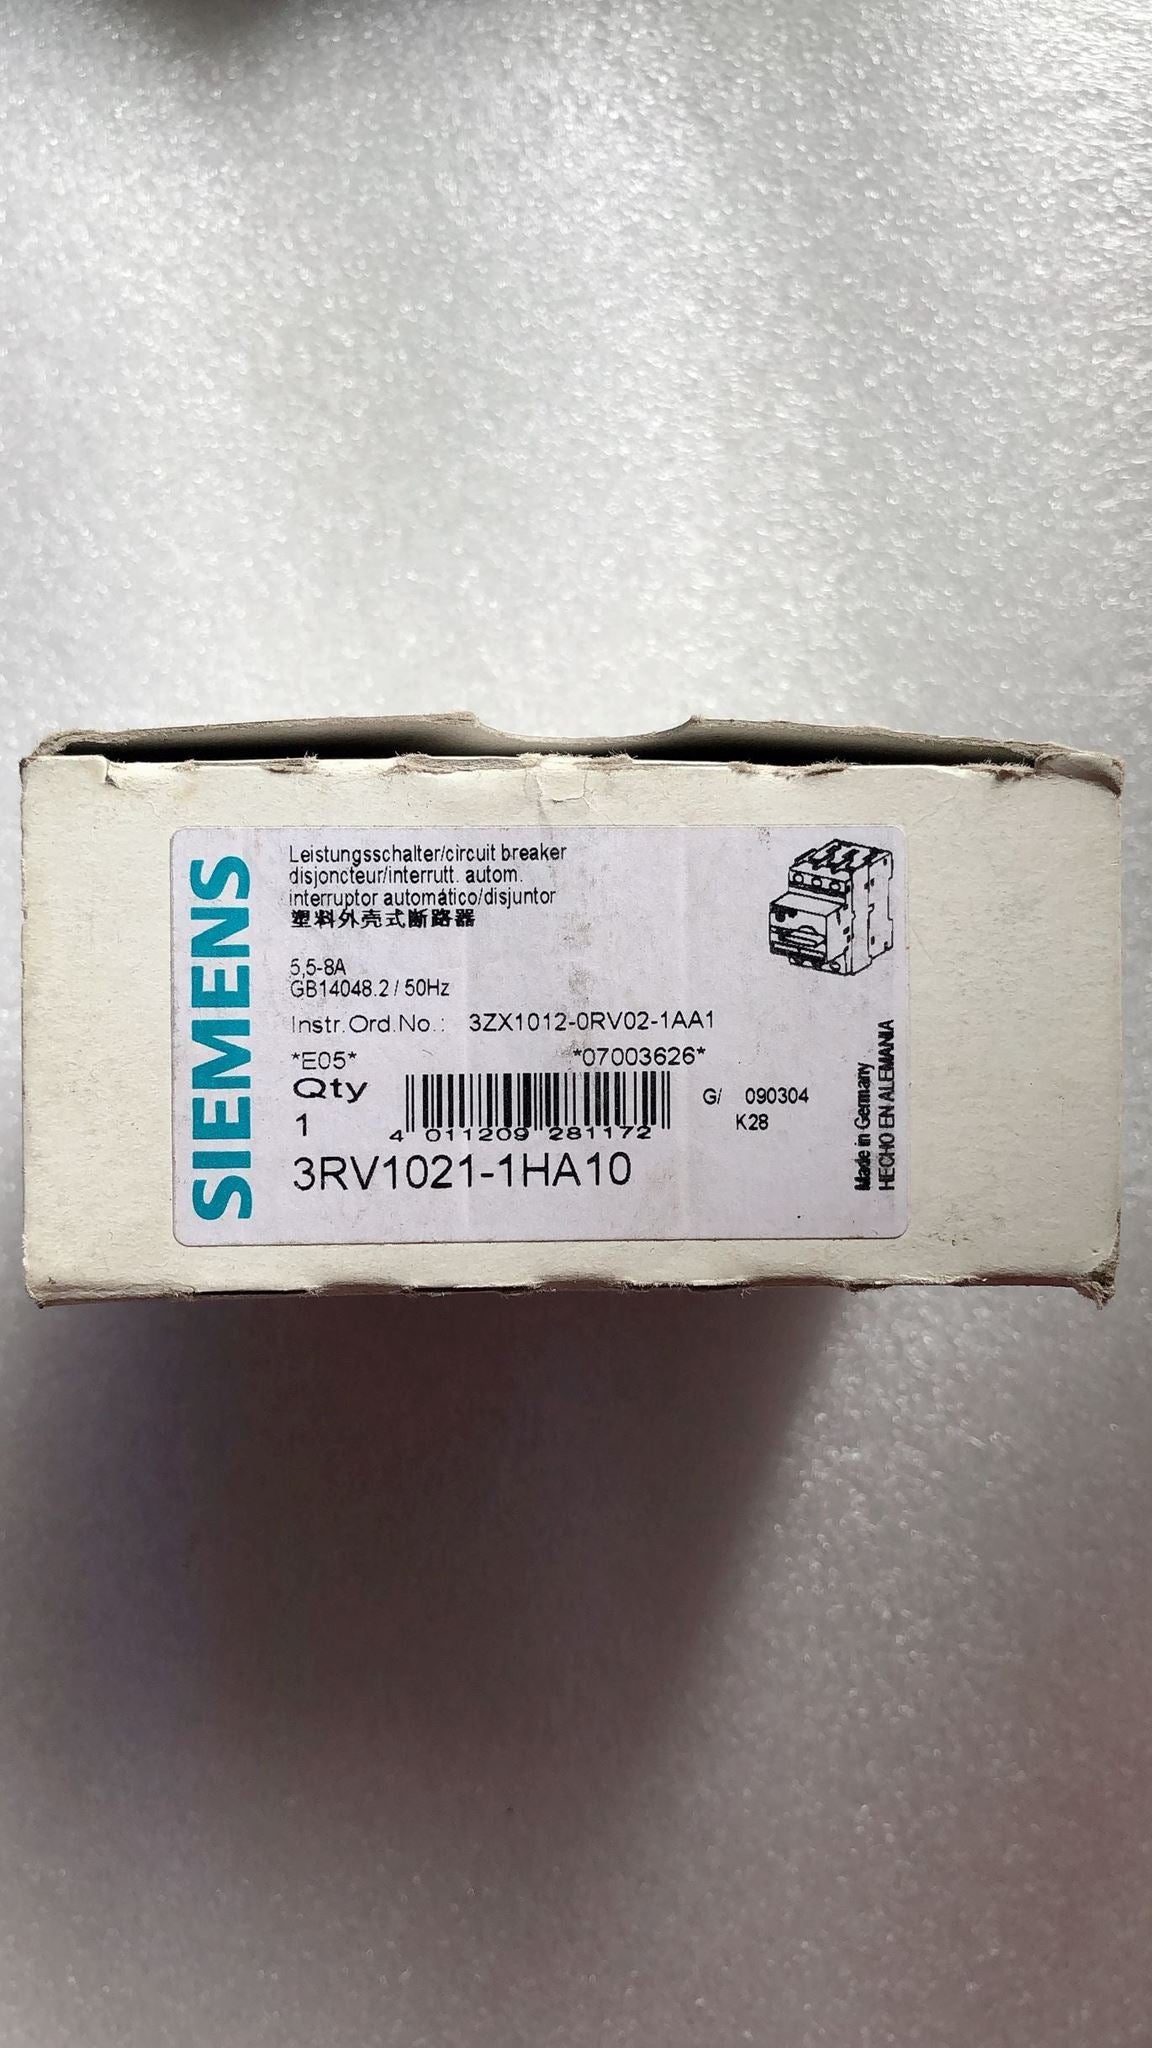 SIEMENS
Leistungsschalter/circuit breaker
disjoncteur/interrutt. autom.
interruptor automático/disjuntor
塑料外壳式断路器
5,5-8A
GB14048.2 / 50Hz
Instr.Ord.No.: 3ZX1012-0RV02-1AA1
*E05* *07003626*
Qty
1
4 011209 281172
G/ 090304
K28
3RV1021-1HA10
Made in Germany
HECHO EN ALEMANIA